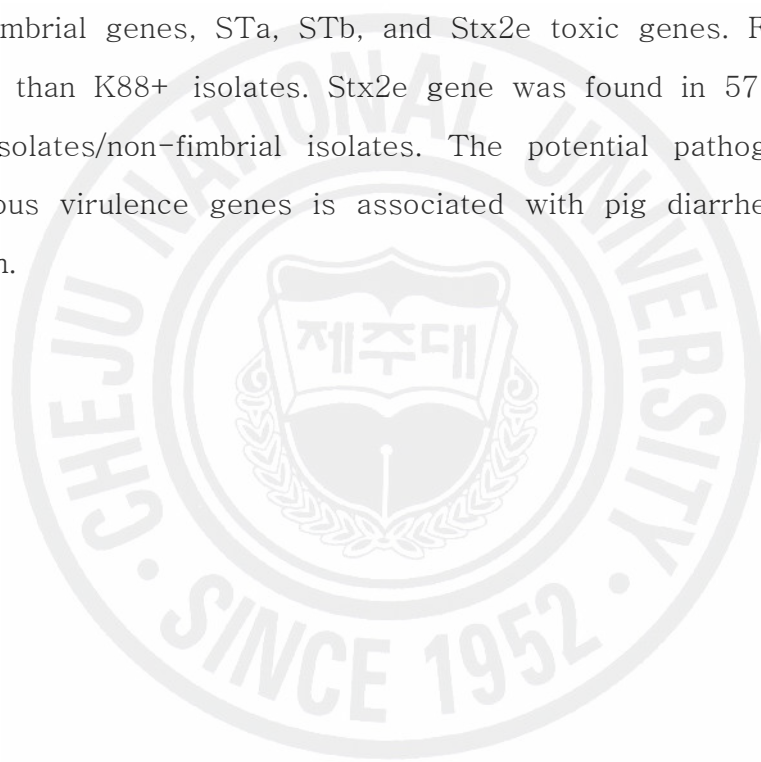 mbrial genes, STa, STb, and Stx2e toxic genes. F
than K88+ isolates. Stx2e gene was found in 57
solates/non-fimbrial isolates. The potential pathog
ous virulence genes is associated with pig diarrhe
n.
CHEJU NATIONAL UNIVERSITY
제주대
SINCE 1952